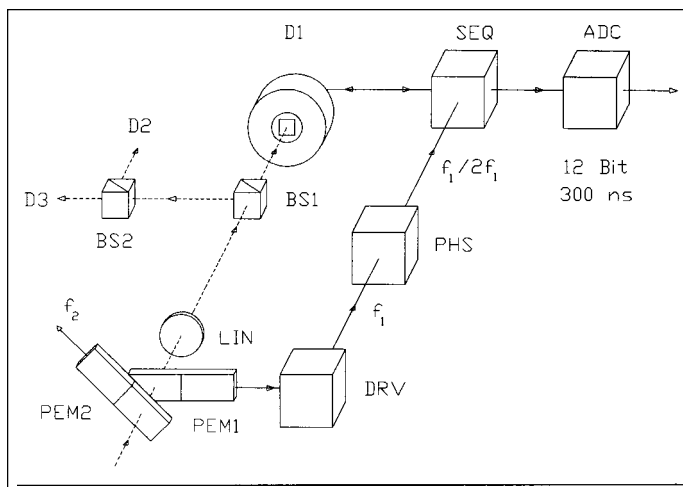 D1
SEQ
ADC
D2
D3
BS1
BS2
f₁/2f₁
12 Bit
300 ns
PHS
f₂
LIN
f₁
DRV
PEM2
PEM1